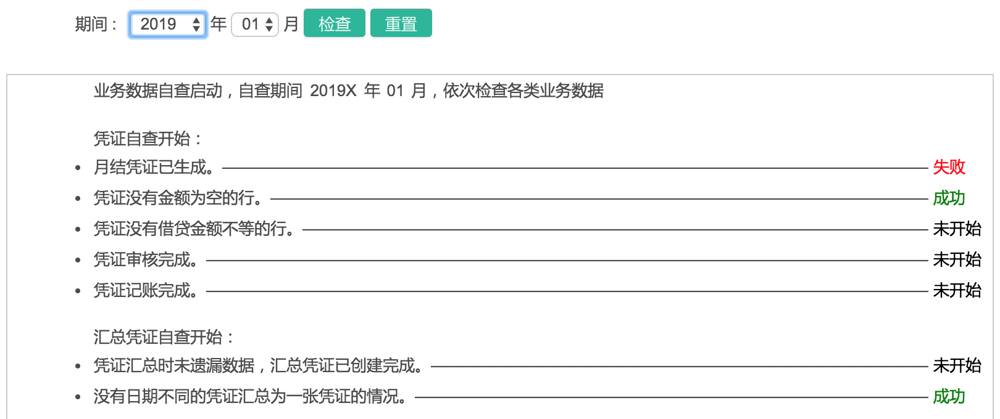 期间： 2019 年 01 月 检查 重置
业务数据自查启动，自查期间 2019X 年 01 月，依次检查各类业务数据
凭证自查开始：
• 月结凭证已生成。 失败
• 凭证没有金额为空的行。 成功
• 凭证没有借贷金额不等的行。 未开始
• 凭证审核完成。 未开始
• 凭证记账完成。 未开始
汇总凭证自查开始：
• 凭证汇总时未遗漏数据，汇总凭证已创建完成。 未开始
• 没有日期不同的凭证汇总为一张凭证的情况。 成功